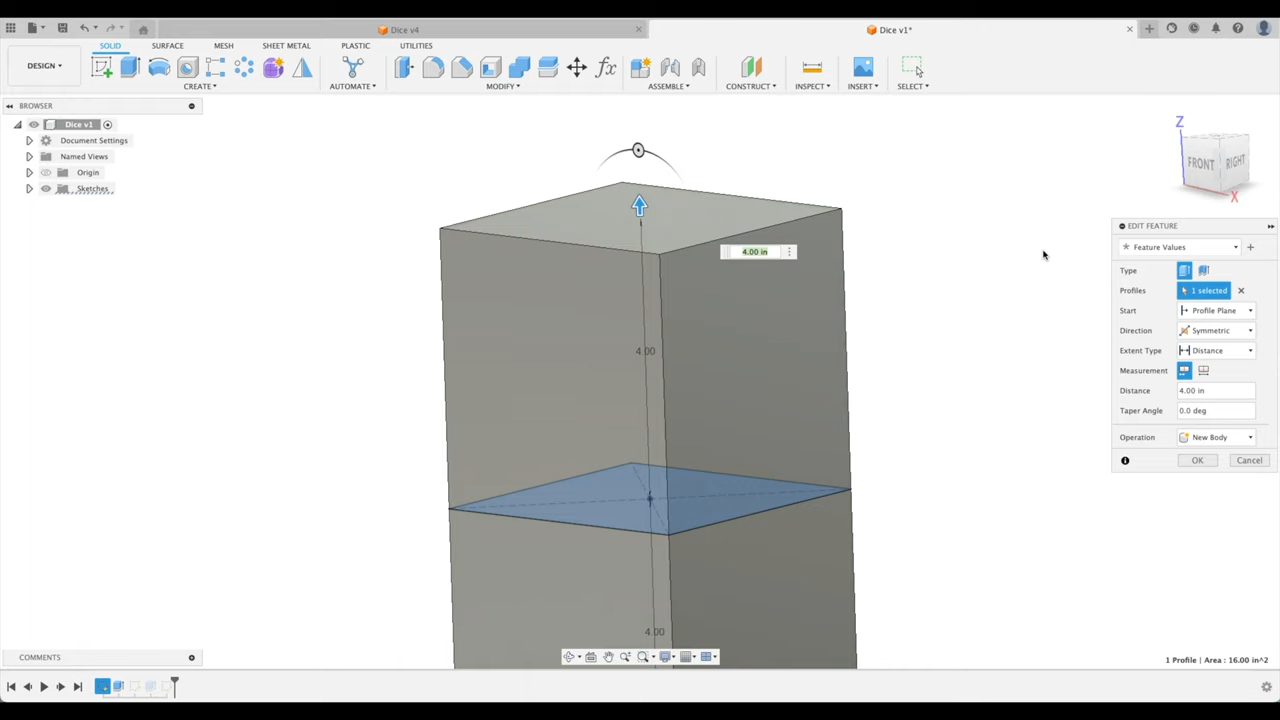 Dice v4
Dice v1*
DESIGN
SOLID
SURFACE
MESH
SHEET METAL
PLASTIC
UTILITIES
fx
CREATE
AUTOMATE
MODIFY
ASSEMBLE
CONSTRUCT
INSPECT
INSERT
SELECT
BROWSER
Dice v1
Document Settings
Named Views
Origin
Sketches
Z
FRONT
RIGHT
X
4.00 in
4.00
4.00
EDIT FEATURE
Feature Values
Type
Profiles 1 selected
Start Profile Plane
Direction Symmetric
Extent Type Distance
Measurement
Distance 4.00 in
Taper Angle 0.0 deg
Operation New Body
OK Cancel
COMMENTS
1 Profile | Area : 16.00 in^2